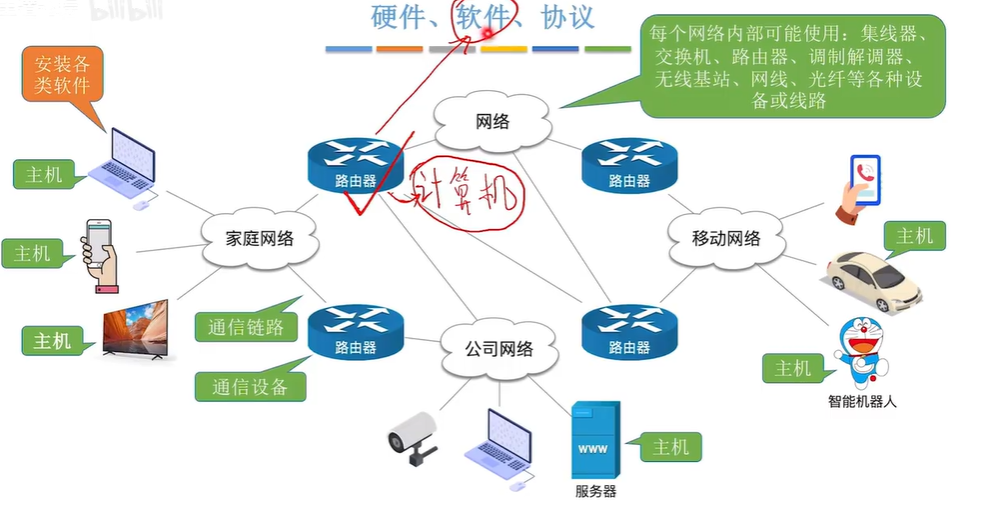 bilibili
硬件、软件、协议
每个网络内部可能使用：集线器、
交换机、路由器、调制解调器、
无线基站、网线、光纤等各种设
备或线路
安装各
类软件
网络
路由器
路由器
计算机
主机
家庭网络
移动网络
主机
主机
主机
通信链路
路由器
公司网络
路由器
通信设备
主机
智能机器人
主机
WWW
服务器